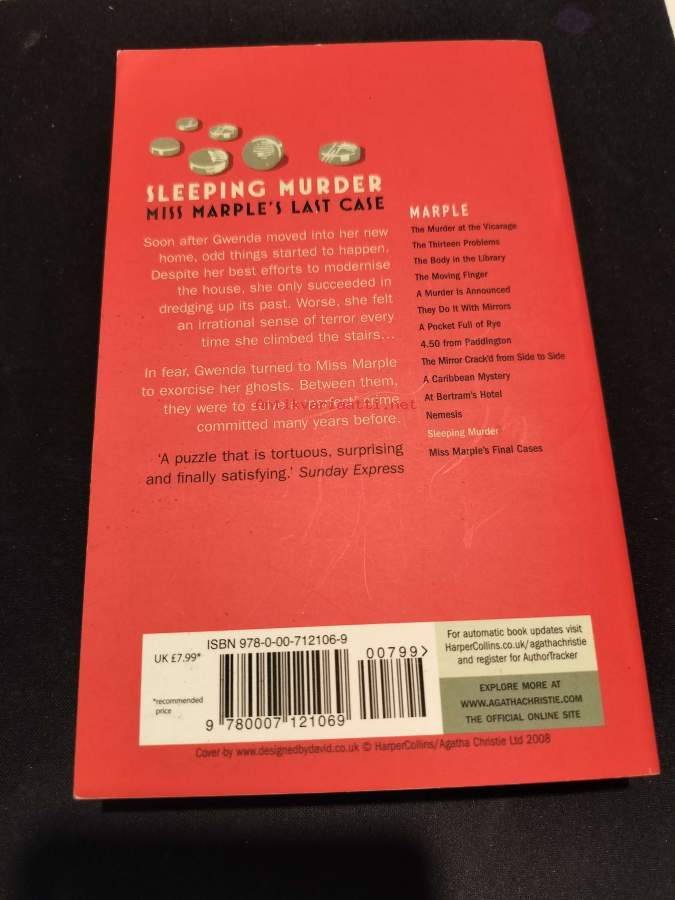 SLEEPING MURDER
MISS MARPLE'S LAST CASE
Soon after Gwenda moved into her new
home, odd things started to happen.
Despite her best efforts to modernise
the house, she only succeeded in
dredging up its past. Worse, she felt
an irrational sense of terror every
time she climbed the stairs...
In fear, Gwenda turned to Miss Marple
to exorcise her ghosts. Between them,
they were to solve a "perfect" crime
committed many years before.
'A puzzle that is tortuous, surprising
and finally satisfying.' Sunday Express
MARPLE
The Murder at the Vicarage
The Thirteen Problems
The Body in the Library
The Moving Finger
A Murder is Announced
They Do It With Mirrors
A Pocket Full of Rye
4.50 from Paddington
The Mirror Crack'd from Side to Side
A Caribbean Mystery
At Bertram's Hotel
Nemesis
Sleeping Murder
Miss Marple's Final Cases
Antikvariaatti.net
UK £7.99*
*recommended
price
ISBN 978-0-00-712106-9
00799>
9 780007 121069
For automatic book updates visit
HarperCollins.co.uk/agathachristie
and register for AuthorTracker
EXPLORE MORE AT
WWW.AGATHACHRISTIE.COM
THE OFFICIAL ONLINE SITE
Cover by www.designedbydavid.co.uk © HarperCollins/Agatha Christie Ltd 2008